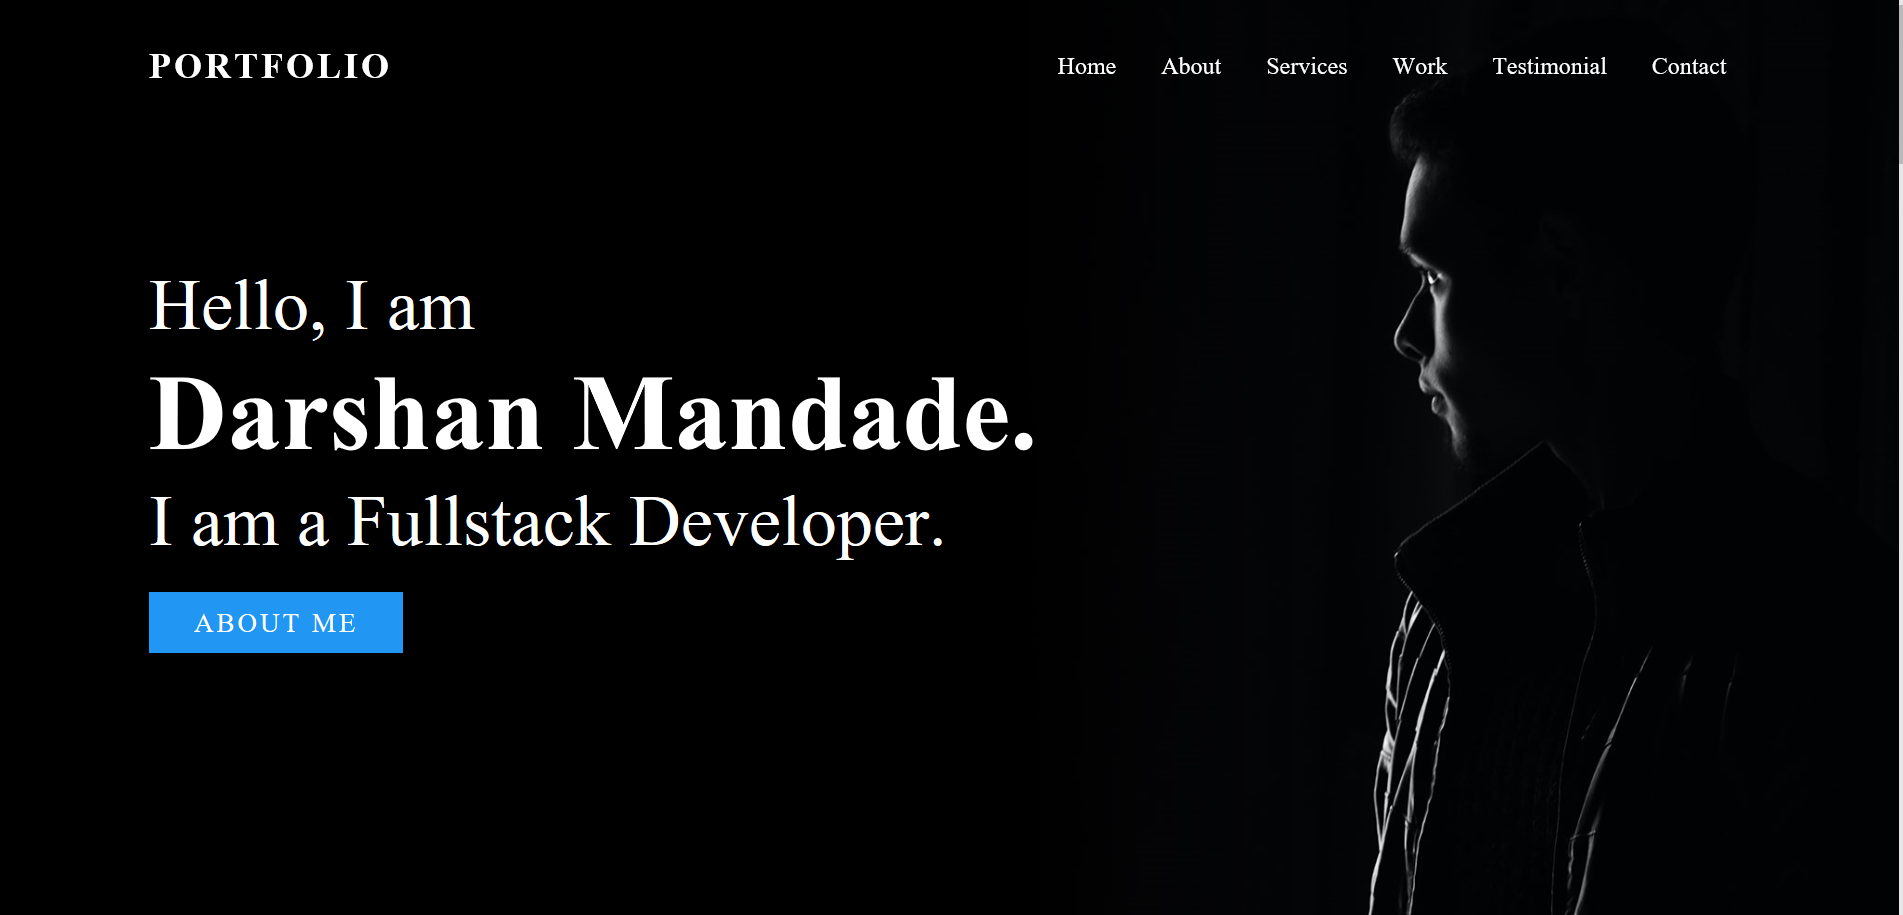 PORTFOLIO
Home About Services Work Testimonial Contact
Hello, I am
Darshan Mandade.
I am a Fullstack Developer.
ABOUT ME